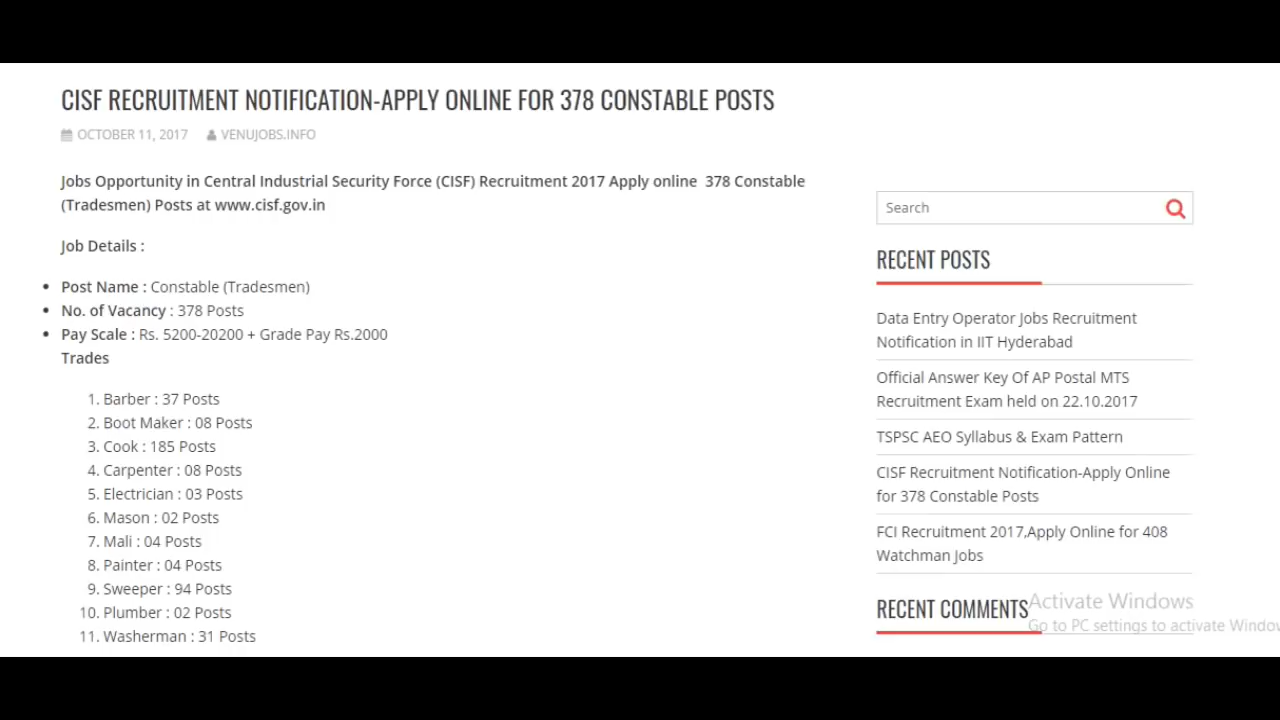 CISF RECRUITMENT NOTIFICATION-APPLY ONLINE FOR 378 CONSTABLE POSTS
OCTOBER 11, 2017 VENUJOBS.INFO
Jobs Opportunity in Central Industrial Security Force (CISF) Recruitment 2017 Apply online 378 Constable
(Tradesmen) Posts at www.cisf.gov.in
Job Details :
• Post Name : Constable (Tradesmen)
• No. of Vacancy : 378 Posts
• Pay Scale : Rs. 5200-20200 + Grade Pay Rs.2000
Trades
1. Barber : 37 Posts
2. Boot Maker : 08 Posts
3. Cook : 185 Posts
4. Carpenter : 08 Posts
5. Electrician : 03 Posts
6. Mason : 02 Posts
7. Mali : 04 Posts
8. Painter : 04 Posts
9. Sweeper : 94 Posts
10. Plumber : 02 Posts
11. Washerman : 31 Posts
Search
RECENT POSTS
Data Entry Operator Jobs Recruitment
Notification in IIT Hyderabad
Official Answer Key Of AP Postal MTS
Recruitment Exam held on 22.10.2017
TSPSC AEO Syllabus & Exam Pattern
CISF Recruitment Notification-Apply Online
for 378 Constable Posts
FCI Recruitment 2017,Apply Online for 408
Watchman Jobs
RECENT COMMENTS
Activate Windows
Go to PC settings to activate Windo